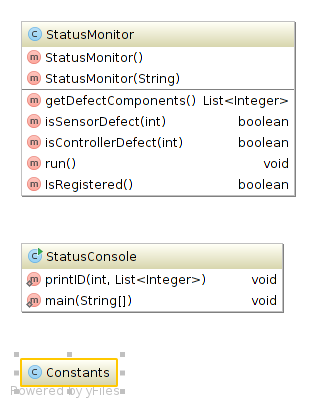 C StatusMonitor
m StatusMonitor()
m StatusMonitor(String)
m getDefectComponents() List<Integer>
m isSensorDefect(int) boolean
m isControllerDefect(int) boolean
m run() void
m IsRegistered() boolean
C StatusConsole
m printID(int, List<Integer>) void
m main(String[]) void
C Constants
Powered by yFiles